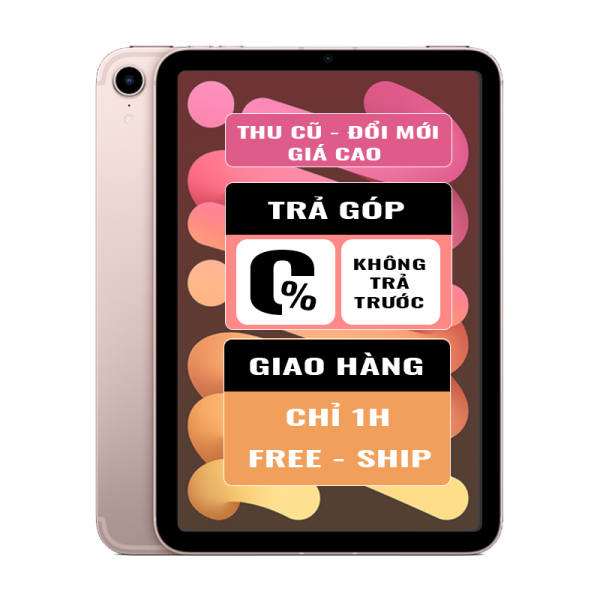 THU CŨ - ĐỔI MỚI
GIÁ CAO
TRẢ GÓP
0%
KHÔNG
TRẢ
TRƯỚC
GIAO HÀNG
CHỈ 1H
FREE - SHIP